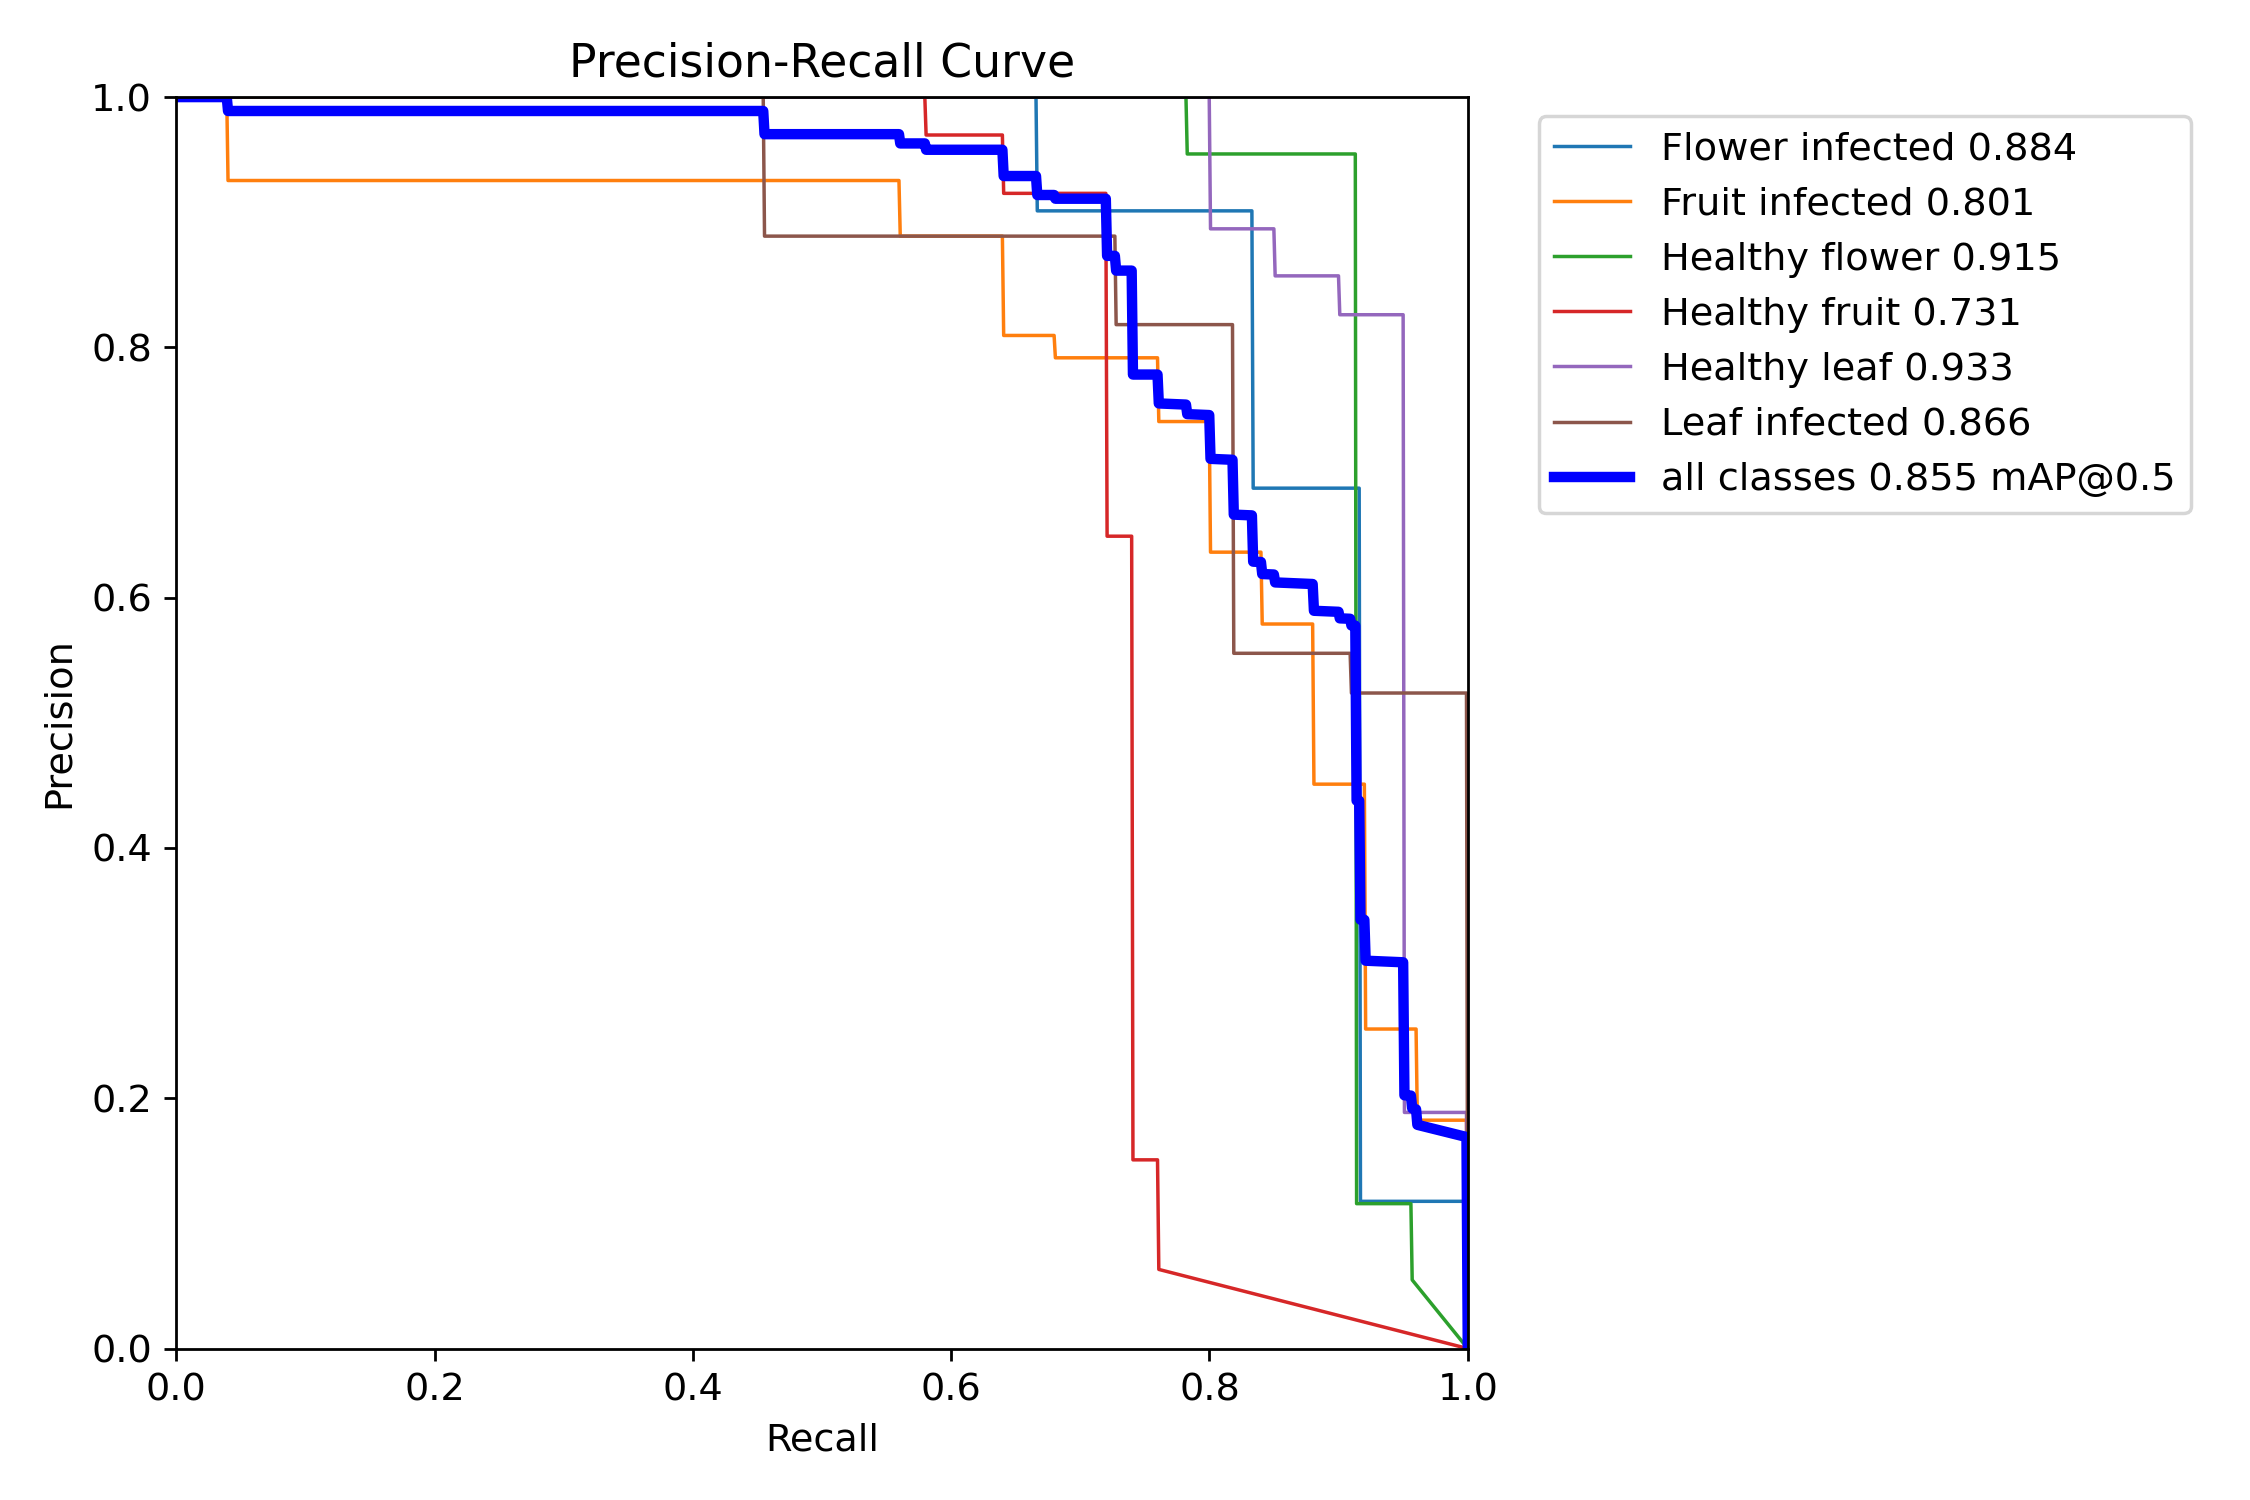 Precision-Recall Curve
1.0
0.8
0.6
0.4
0.2
0.0
Precision
0.0 0.2 0.4 0.6 0.8 1.0
Recall
Flower infected 0.884
Fruit infected 0.801
Healthy flower 0.915
Healthy fruit 0.731
Healthy leaf 0.933
Leaf infected 0.866
all classes 0.855 mAP@0.5